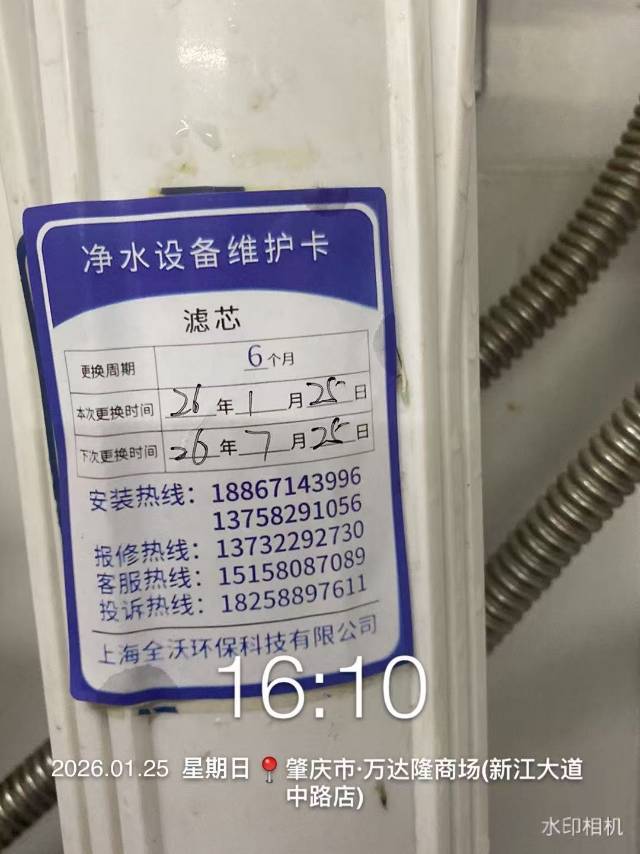 净水设备维护卡
滤芯
更换周期 6个月
本次更换时间 26年1月25日
下次更换时间 26年7月25日
安装热线：18867143996
13758291056
报修热线：13732292730
客服热线：15158087089
投诉热线：18258897611
上海全沃环保科技有限公司
16:10
2026.01.25 星期日 肇庆市·万达隆商场(新江大道
中路店)
水印相机